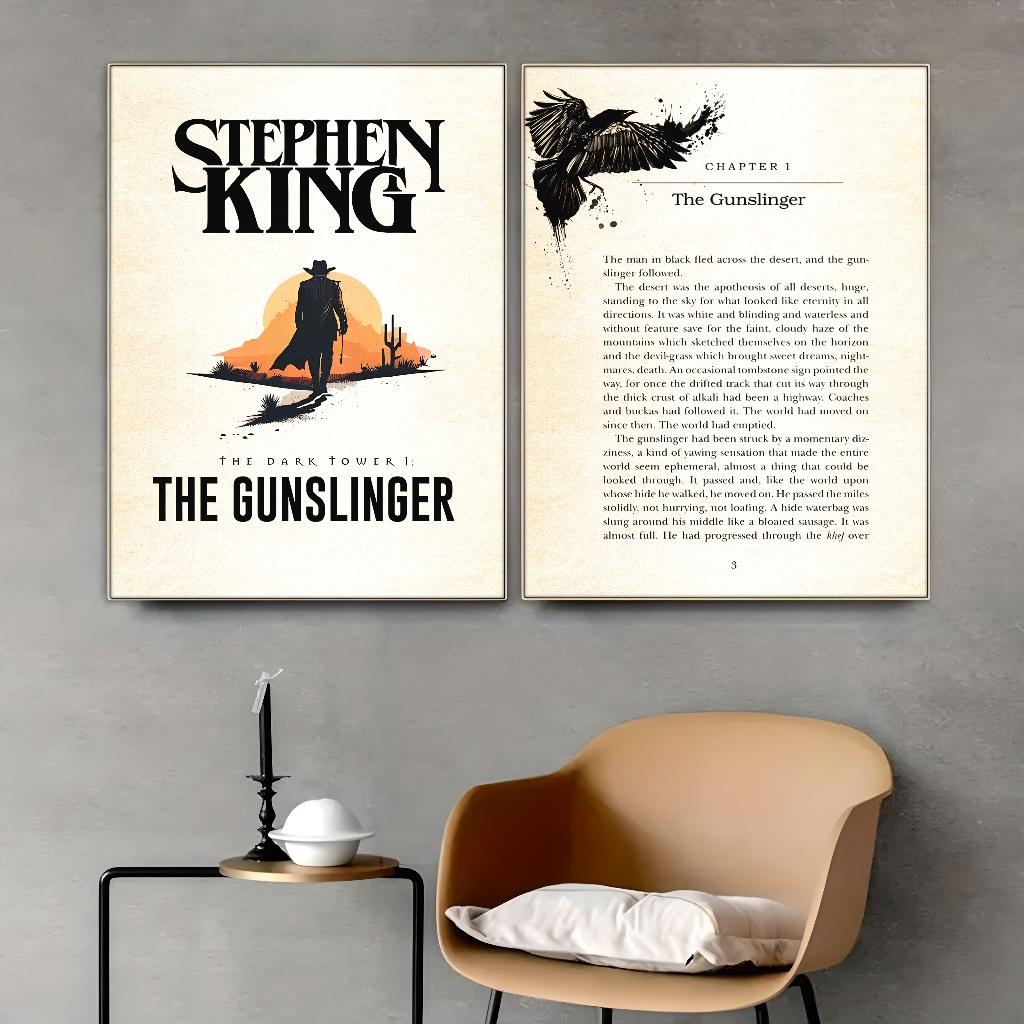 STEPHEN
KING
THE DARK TOWER 1:
THE GUNSLINGER
CHAPTER 1
The Gunslinger
The man in black fled across the desert, and the gun-
slinger followed.
The desert was the apotheosis of all deserts, huge,
standing to the sky for what looked like eternity in all
directions. It was white and blinding and waterless and
without feature save for the faint, cloudy haze of the
mountains which sketched themselves on the horizon
and the devil-grass which brought sweet dreams, night-
mares, death. An occasional tombstone sign pointed the
way, for once the drifted track that cut its way through
the thick crust of alkali had been a highway. Coaches
and buckas had followed it. The world had moved on
since then. The world had emptied.
The gunslinger had been struck by a momentary diz-
ziness, a kind of yawing sensation that made the entire
world seem ephemeral, almost a thing that could be
looked through. It passed and, like the world upon
whose hide he walked, he moved on. He passed the miles
stolidly, not hurrying, not loafing. A hide waterbag was
slung around his middle like a bloated sausage. It was
almost full. He had progressed through the khef over
3